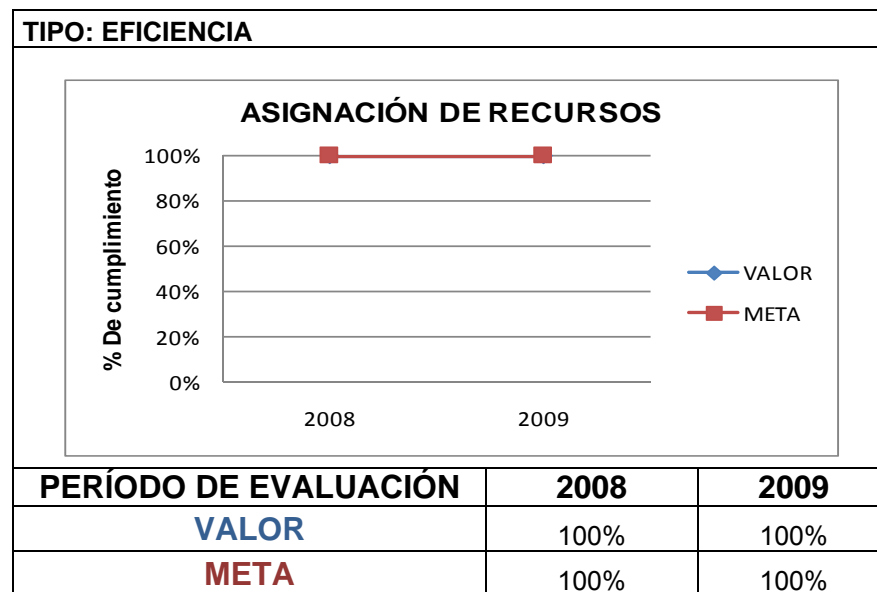 TIPO: EFICIENCIA
ASIGNACIÓN DE RECURSOS
% De cumplimiento
100%
80%
60%
40%
20%
0%
2008 2009
VALOR
META
PERÍODO DE EVALUACIÓN 2008 2009
VALOR 100% 100%
META 100% 100%